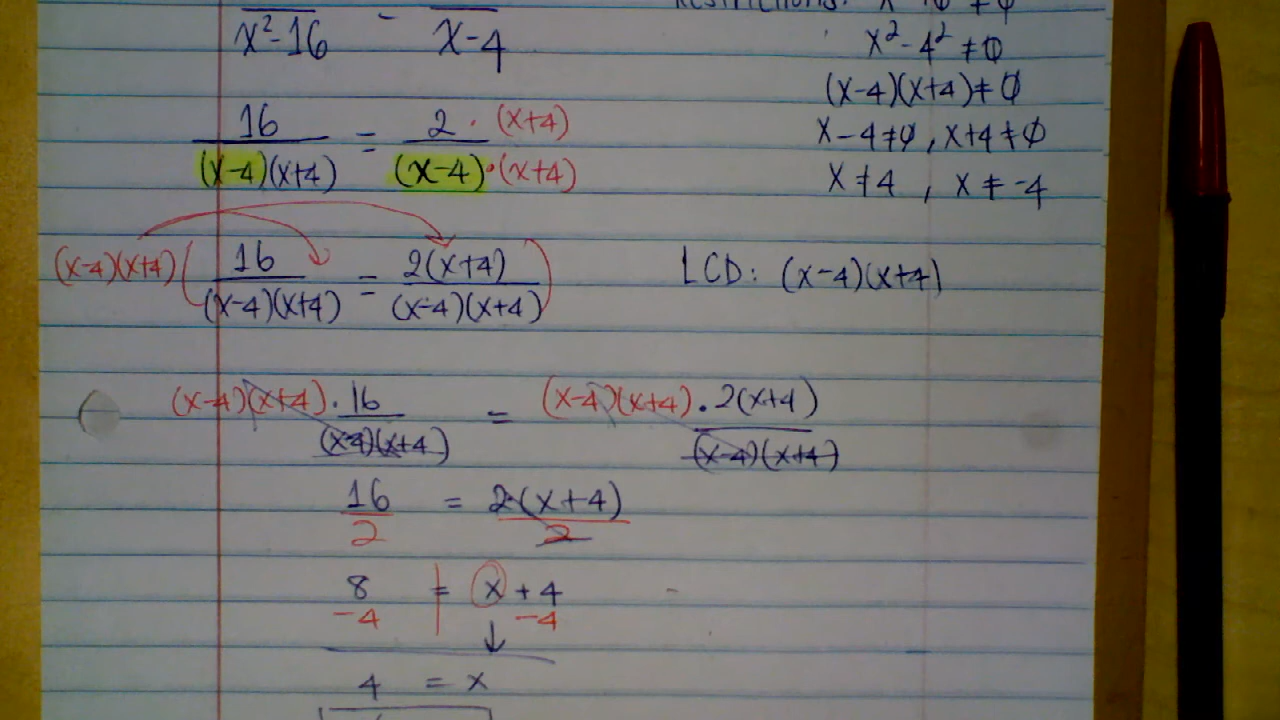 x²-16 - x-4
x² - 4² ≠ 0
(x-4)(x+4) ≠ 0
16 = 2 · (x+4)
(x-4)(x+4) (x-4) · (x+4)
x-4 ≠ 0 , x+4 ≠ 0
x ≠ 4 , x ≠ -4
(x-4)(x+4) ( 16 = 2(x+4) )
(x-4)(x+4) (x-4)(x+4)
LCD: (x-4)(x+4)
(x-4)(x+4) · 16 = (x-4)(x+4) · 2(x+4)
(x-4)(x+4) (x-4)(x+4)
16 = 2·(x+4)
2 2
8 = x + 4
-4 -4
4 = x